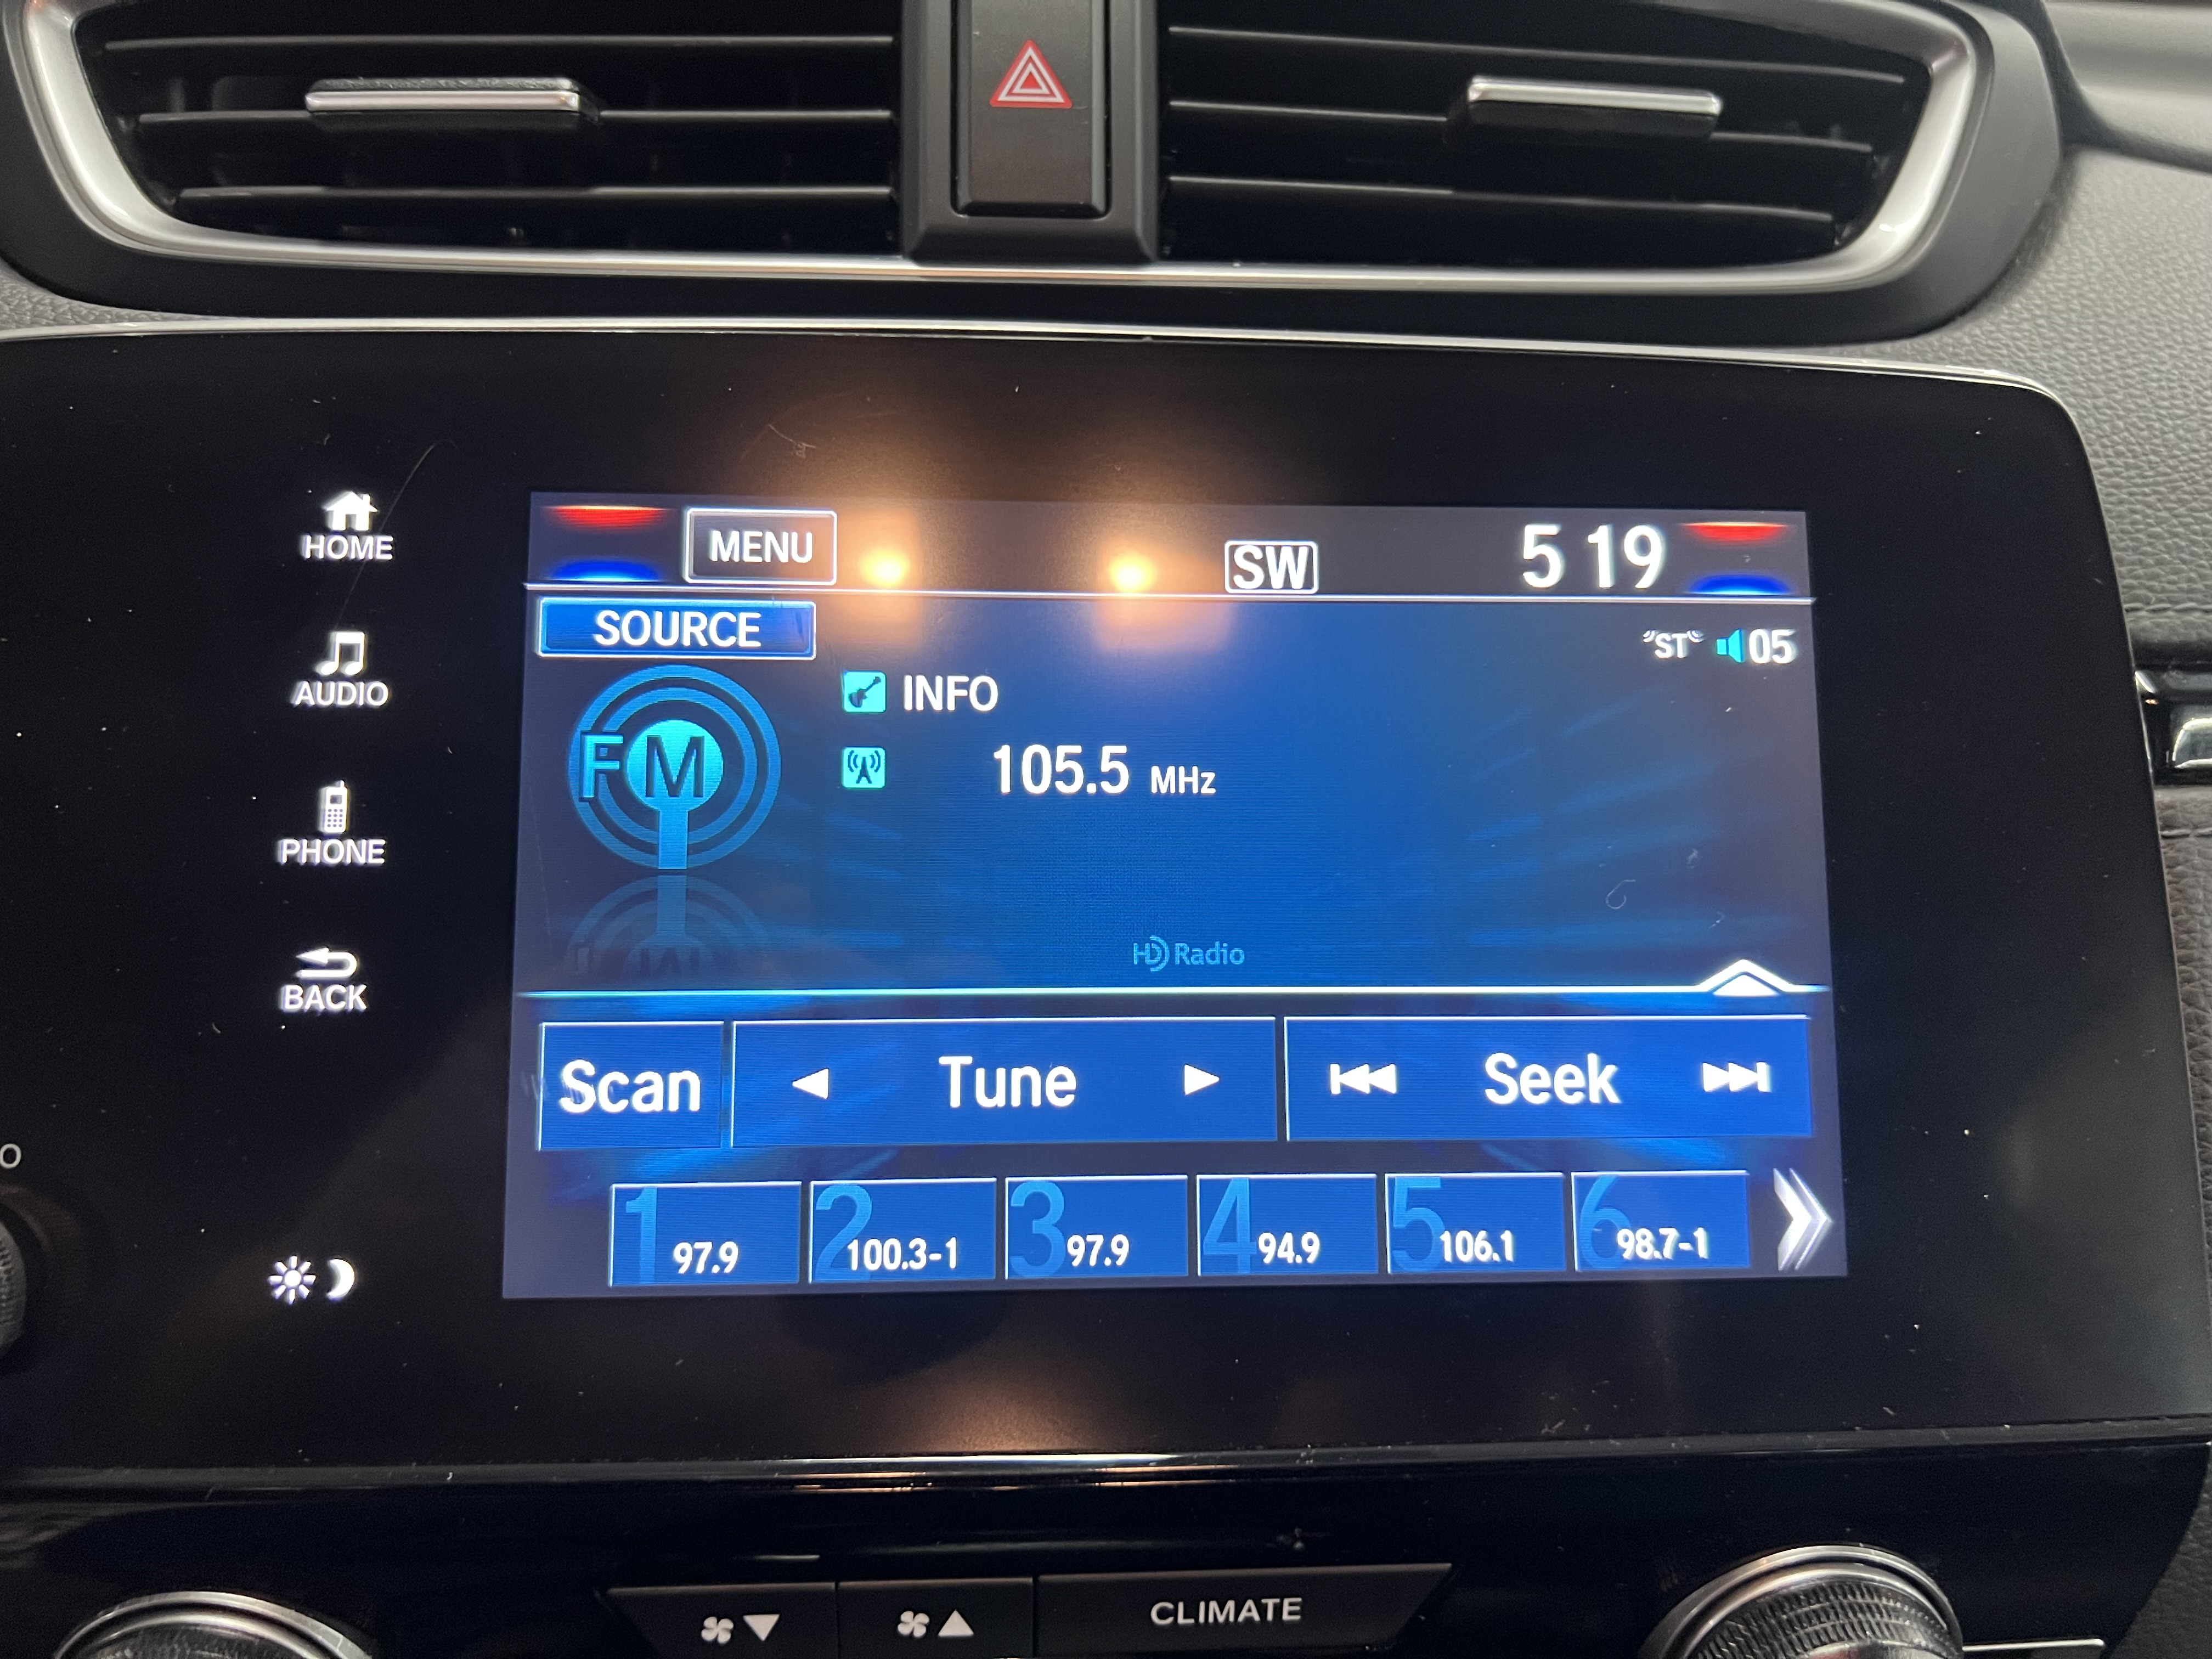 HOME
AUDIO
PHONE
BACK
MENU SW 5 19
SOURCE
ST 05
FM
INFO
105.5 MHz
HD Radio
Scan Tune Seek
1 97.9 2 100.3-1 3 97.9 4 94.9 5 106.1 6 98.7-1
CLIMATE